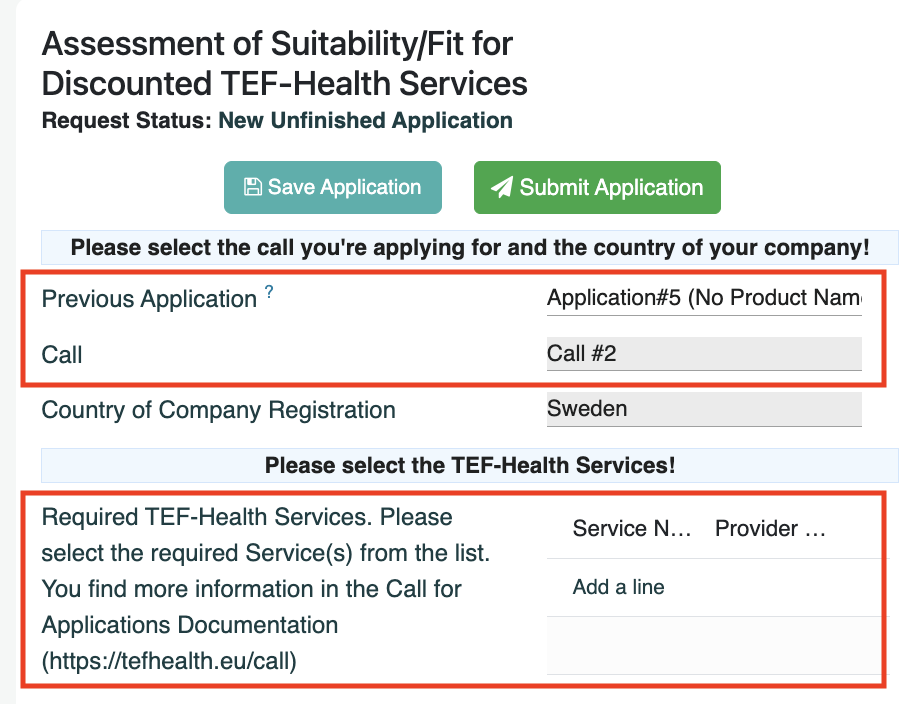 Assessment of Suitability/Fit for
Discounted TEF-Health Services
Request Status: New Unfinished Application
Save Application
Submit Application
Please select the call you're applying for and the country of your company!
Previous Application ?
Application#5 (No Product Nam
Call
Call #2
Country of Company Registration
Sweden
Please select the TEF-Health Services!
Required TEF-Health Services. Please
select the required Service(s) from the list.
You find more information in the Call for
Applications Documentation
(https://tefhealth.eu/call)
Service N... Provider ...
Add a line